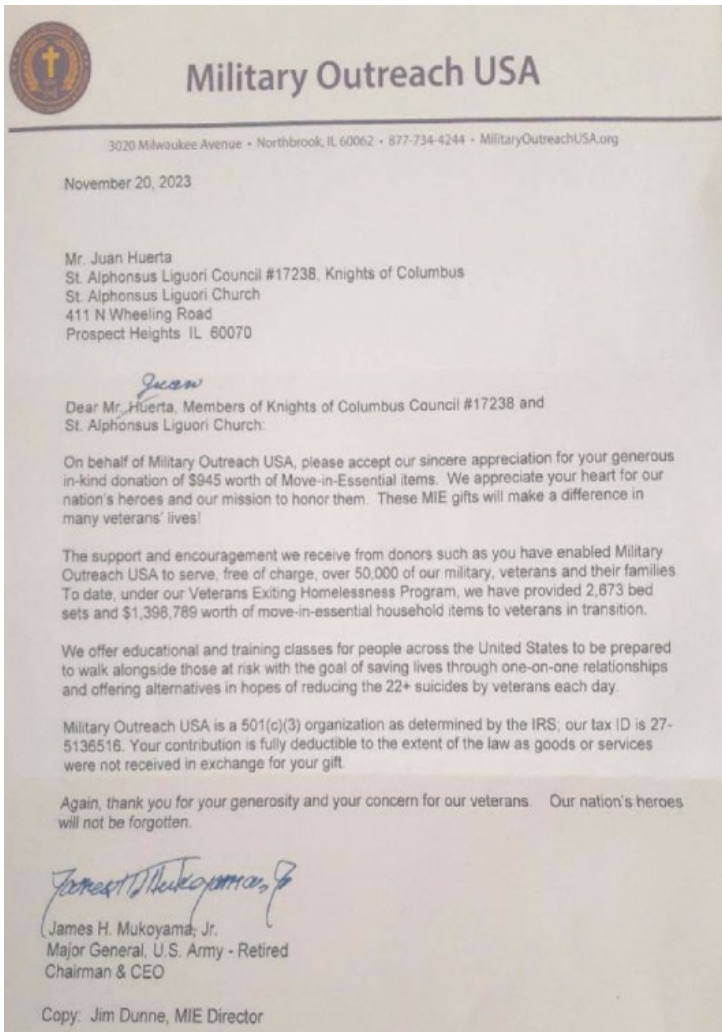 Military Outreach USA
3020 Milwaukee Avenue • Northbrook, IL 60062 • 877-734-4244 • MilitaryOutreachUSA.org
November 20, 2023
Mr. Juan Huerta
St. Alphonsus Liguori Council #17238, Knights of Columbus
St. Alphonsus Liguori Church
411 N Wheeling Road
Prospect Heights IL 60070
Juan
Dear Mr. Huerta, Members of Knights of Columbus Council #17238 and
St. Alphonsus Liguori Church:
On behalf of Military Outreach USA, please accept our sincere appreciation for your generous
in-kind donation of $945 worth of Move-in-Essential items. We appreciate your heart for our
nation's heroes and our mission to honor them. These MIE gifts will make a difference in
many veterans' lives!
The support and encouragement we receive from donors such as you have enabled Military
Outreach USA to serve, free of charge, over 50,000 of our military, veterans and their families.
To date, under our Veterans Exiting Homelessness Program, we have provided 2,673 bed
sets and $1,398,789 worth of move-in-essential household items to veterans in transition.
We offer educational and training classes for people across the United States to be prepared
to walk alongside those at risk with the goal of saving lives through one-on-one relationships
and offering alternatives in hopes of reducing the 22+ suicides by veterans each day.
Military Outreach USA is a 501(c)(3) organization as determined by the IRS; our tax ID is 27-
5136516. Your contribution is fully deductible to the extent of the law as goods or services
were not received in exchange for your gift.
Again, thank you for your generosity and your concern for our veterans. Our nation's heroes
will not be forgotten.
James H. Mukoyama, Jr.
James H. Mukoyama, Jr.
Major General, U.S. Army - Retired
Chairman & CEO
Copy: Jim Dunne, MIE Director